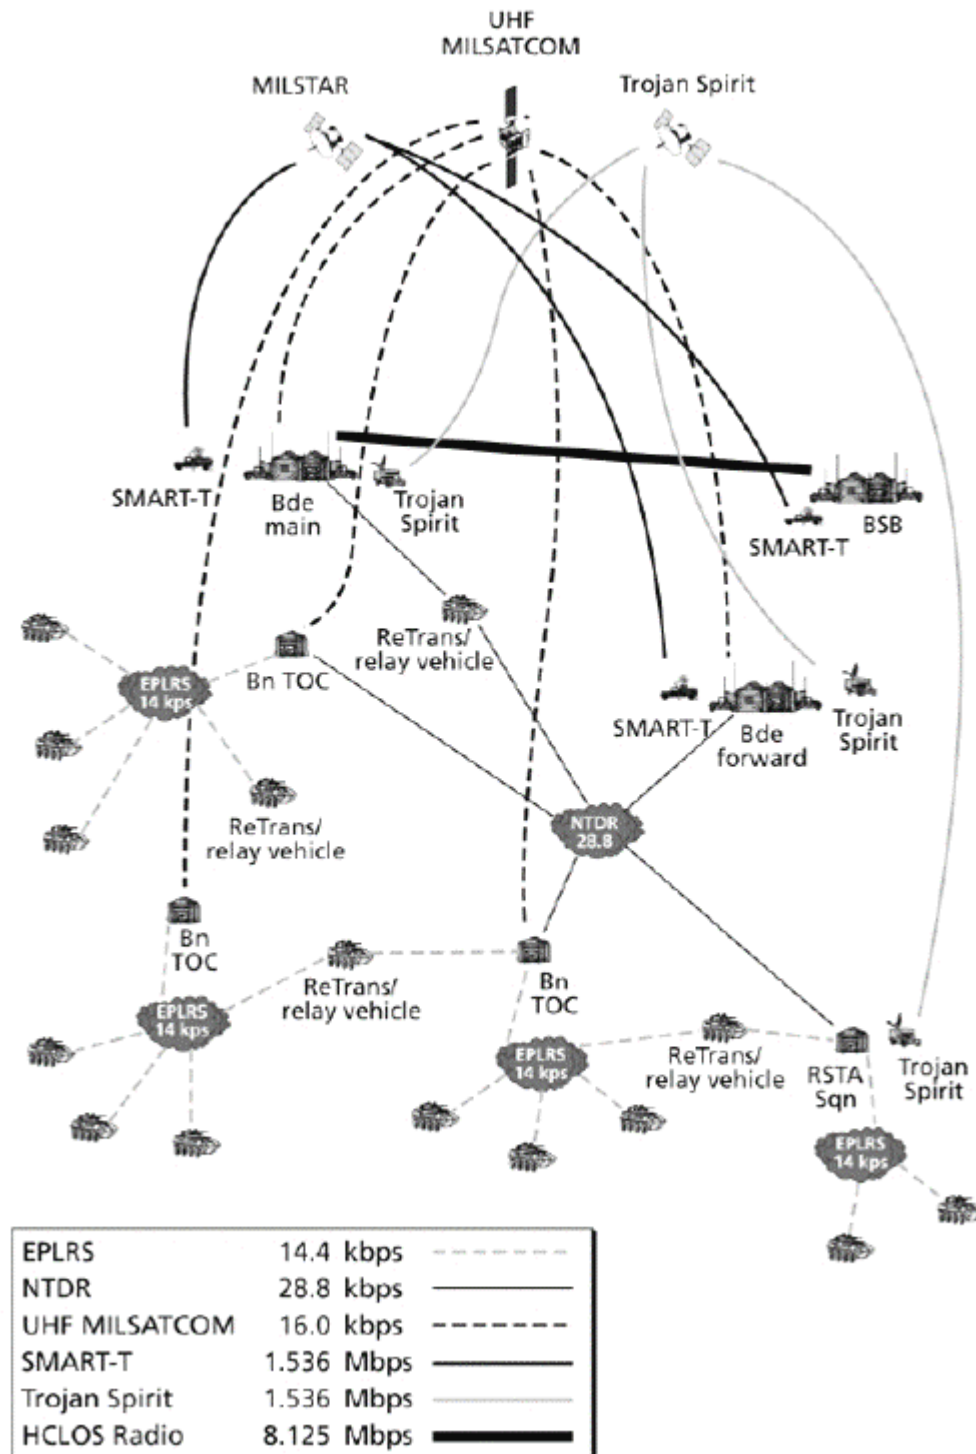 UHF
MILSATCOM
MILSTAR
Trojan Spirit
SMART-T
Bde
main
Trojan
Spirit
BSB
SMART-T
ReTrans/
relay vehicle
Bn TOC
EPLRS
14 kps
SMART-T
Bde
forward
Trojan
Spirit
ReTrans/
relay vehicle
NTDR
28.8
Bn
TOC
ReTrans/
relay vehicle
Bn
TOC
EPLRS
14 kps
EPLRS
14 kps
ReTrans/
relay vehicle
RSTA
Sqn
Trojan
Spirit
EPLRS
14 kps
EPLRS 14.4 kbps
NTDR 28.8 kbps
UHF MILSATCOM 16.0 kbps
SMART-T 1.536 Mbps
Trojan Spirit 1.536 Mbps
HCLOS Radio 8.125 Mbps